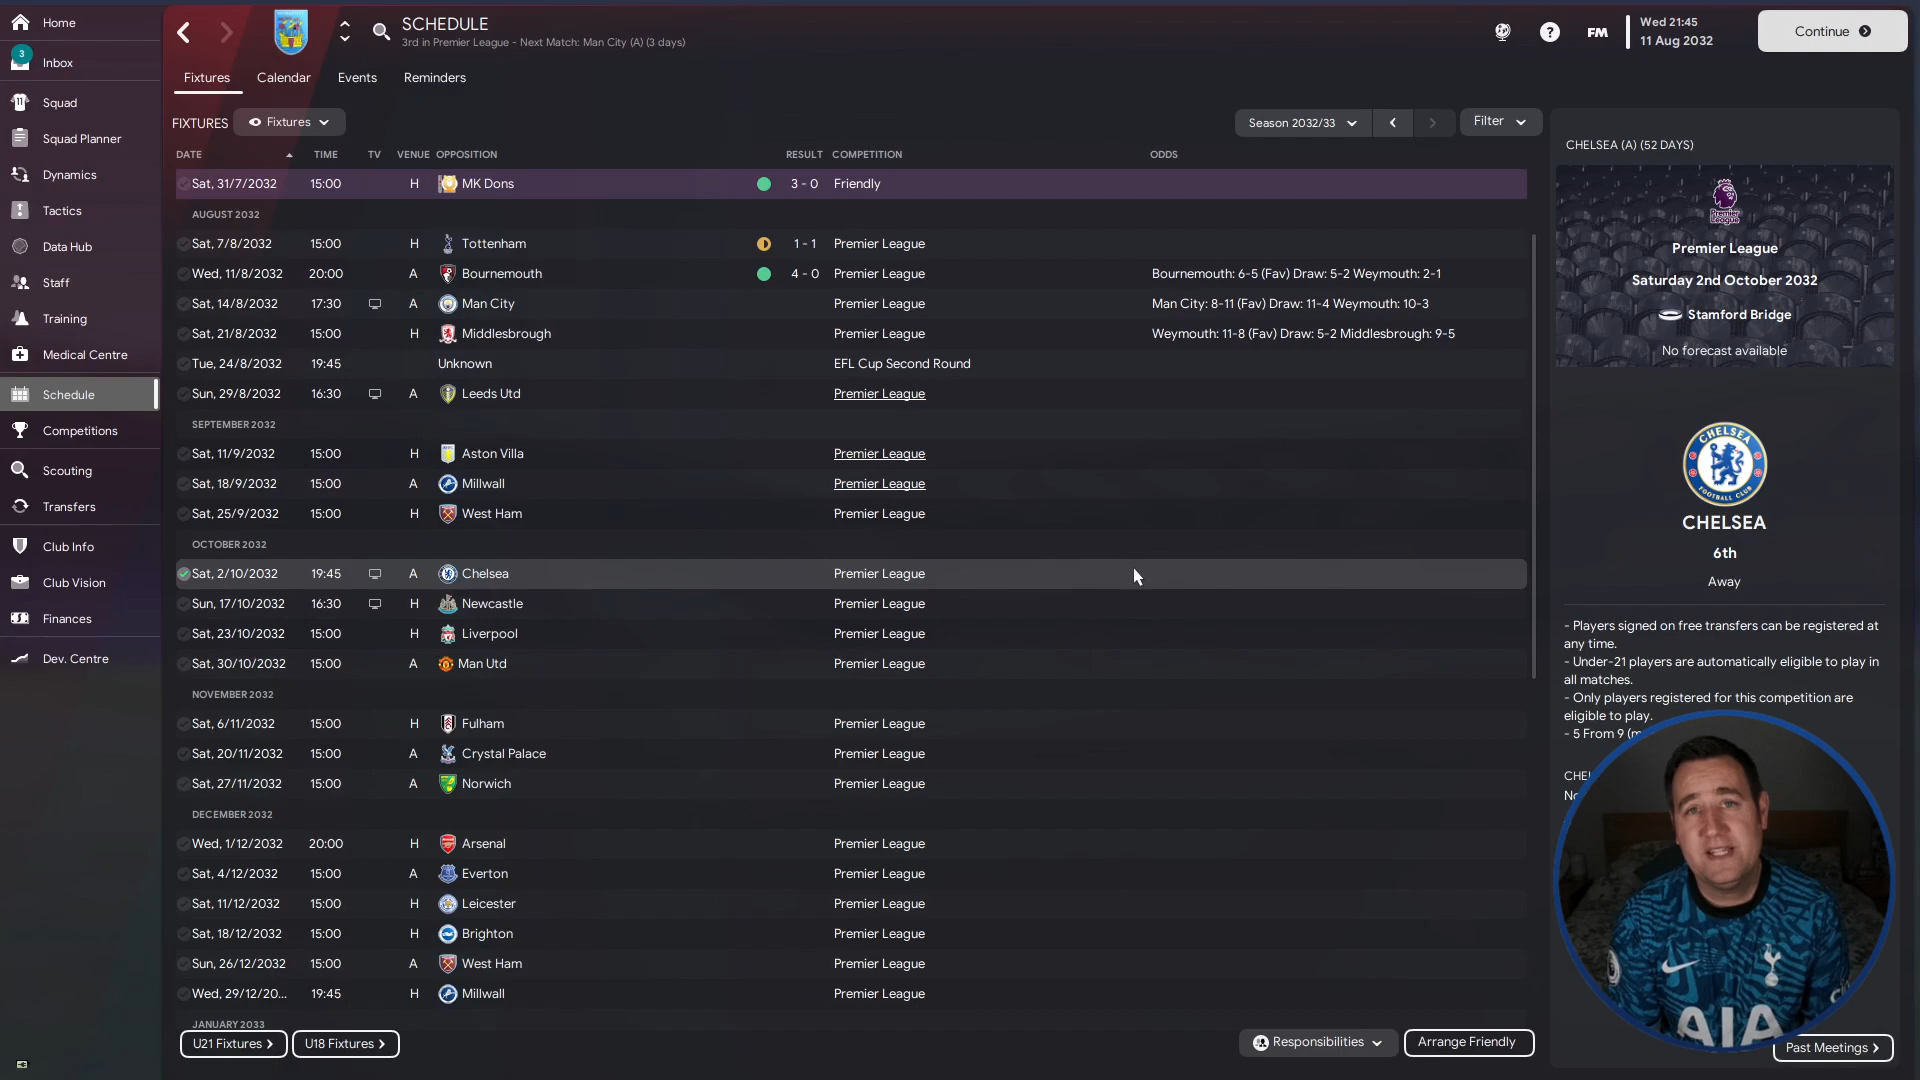 Home
3
Inbox
Squad
Squad Planner
Dynamics
Tactics
Data Hub
Staff
Training
Medical Centre
Schedule
Competitions
Scouting
Transfers
Club Info
Club Vision
Finances
Dev. Centre
SCHEDULE
3rd in Premier League - Next Match: Man City (A) (3 days)
FM
Wed 21:45
11 Aug 2032
Continue
Fixtures Calendar Events Reminders
FIXTURES Fixtures
Season 2032/33 Filter
DATE TIME TV VENUE OPPOSITION RESULT COMPETITION ODDS
Sat, 31/7/2032 15:00 H MK Dons 3 - 0 Friendly
AUGUST 2032
Sat, 7/8/2032 15:00 H Tottenham 1 - 1 Premier League
Wed, 11/8/2032 20:00 A Bournemouth 4 - 0 Premier League Bournemouth: 6-5 (Fav) Draw: 5-2 Weymouth: 2-1
Sat, 14/8/2032 17:30 A Man City Premier League Man City: 8-11 (Fav) Draw: 11-4 Weymouth: 10-3
Sat, 21/8/2032 15:00 H Middlesbrough Premier League Weymouth: 11-8 (Fav) Draw: 5-2 Middlesbrough: 9-5
Tue, 24/8/2032 19:45 Unknown EFL Cup Second Round
Sun, 29/8/2032 16:30 A Leeds Utd Premier League
SEPTEMBER 2032
Sat, 11/9/2032 15:00 H Aston Villa Premier League
Sat, 18/9/2032 15:00 A Millwall Premier League
Sat, 25/9/2032 15:00 H West Ham Premier League
OCTOBER 2032
Sat, 2/10/2032 19:45 A Chelsea Premier League
Sun, 17/10/2032 16:30 H Newcastle Premier League
Sat, 23/10/2032 15:00 H Liverpool Premier League
Sat, 30/10/2032 15:00 A Man Utd Premier League
NOVEMBER 2032
Sat, 6/11/2032 15:00 H Fulham Premier League
Sat, 20/11/2032 15:00 A Crystal Palace Premier League
Sat, 27/11/2032 15:00 A Norwich Premier League
DECEMBER 2032
Wed, 1/12/2032 20:00 H Arsenal Premier League
Sat, 4/12/2032 15:00 A Everton Premier League
Sat, 11/12/2032 15:00 H Leicester Premier League
Sat, 18/12/2032 15:00 H Brighton Premier League
Sun, 26/12/2032 15:00 A West Ham Premier League
Wed, 29/12/20... 19:45 H Millwall Premier League
JANUARY 2033
U21 Fixtures U18 Fixtures
Responsibilities Arrange Friendly
CHELSEA (A) (52 DAYS)
Premier League
Premier League
Saturday 2nd October 2032
Stamford Bridge
No forecast available
CHELSEA
FOOTBALL CLUB
CHELSEA
6th
Away
- Players signed on free transfers can be registered at
any time.
- Under-21 players are automatically eligible to play in
all matches.
- Only players registered for this competition are
eligible to play.
- 5 From 9 (m
CHEL
AIA
Past Meetings